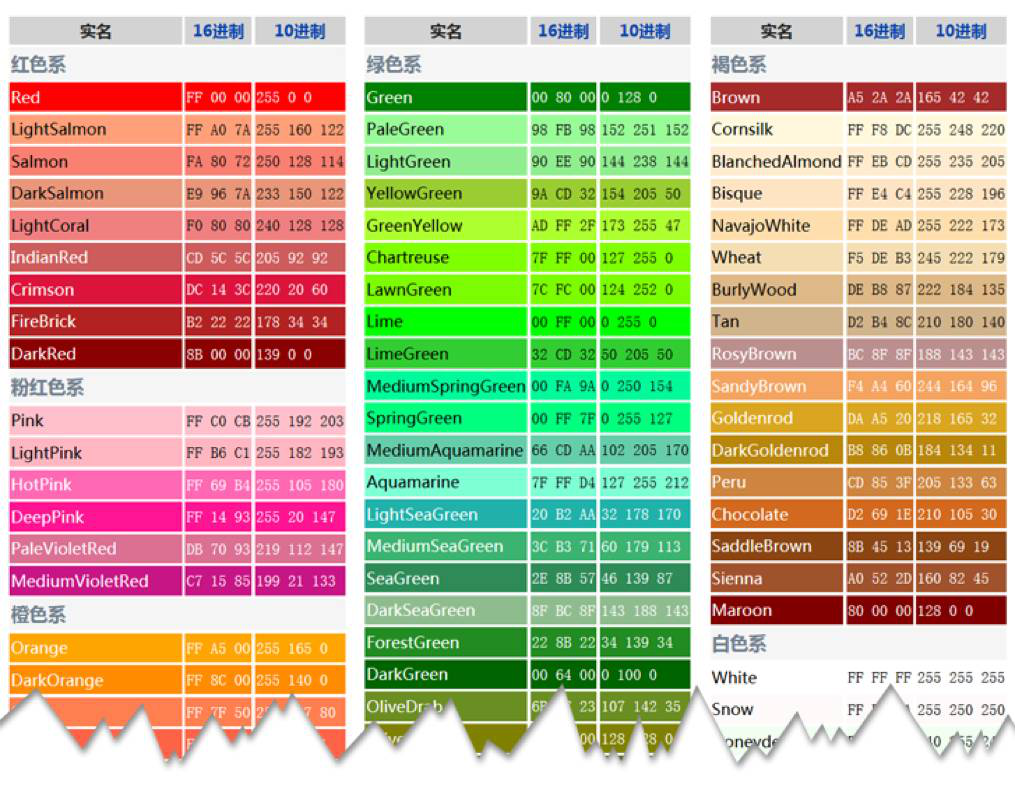 实名 16进制 10进制
红色系
Red FF 00 00 255 0 0
LightSalmon FF A0 7A 255 160 122
Salmon FA 80 72 250 128 114
DarkSalmon E9 96 7A 233 150 122
LightCoral F0 80 80 240 128 128
IndianRed CD 5C 5C 205 92 92
Crimson DC 14 3C 220 20 60
FireBrick B2 22 22 178 34 34
DarkRed 8B 00 00 139 0 0
粉红色系
Pink FF C0 CB 255 192 203
LightPink FF B6 C1 255 182 193
HotPink FF 69 B4 255 105 180
DeepPink FF 14 93 255 20 147
PaleVioletRed DB 70 93 219 112 147
MediumVioletRed C7 15 85 199 21 133
橙色系
Orange FF A5 00 255 165 0
DarkOrange FF 8C 00 255 140 0
FF 7F 50 80
实名 16进制 10进制
绿色系
Green 00 80 00 0 128 0
PaleGreen 98 FB 98 152 251 152
LightGreen 90 EE 90 144 238 144
YellowGreen 9A CD 32 154 205 50
GreenYellow AD FF 2F 173 255 47
Chartreuse 7F FF 00 127 255 0
LawnGreen 7C FC 00 124 252 0
Lime 00 FF 00 0 255 0
LimeGreen 32 CD 32 50 205 50
MediumSpringGreen 00 FA 9A 0 250 154
SpringGreen 00 FF 7F 0 255 127
MediumAquamarine 66 CD AA 102 205 170
Aquamarine 7F FF D4 127 255 212
LightSeaGreen 20 B2 AA 32 178 170
MediumSeaGreen 3C B3 71 60 179 113
SeaGreen 2E 8B 57 46 139 87
DarkSeaGreen 8F BC 8F 143 188 143
ForestGreen 22 8B 22 34 139 34
DarkGreen 00 64 00 0 100 0
OliveDrab 23 107 142 35
00 128 0
实名 16进制 10进制
褐色系
Brown A5 2A 2A 165 42 42
Cornsilk FF F8 DC 255 248 220
BlanchedAlmond FF EB CD 255 235 205
Bisque FF E4 C4 255 228 196
NavajoWhite FF DE AD 255 222 173
Wheat F5 DE B3 245 222 179
BurlyWood DE B8 87 222 184 135
Tan D2 B4 8C 210 180 140
RosyBrown BC 8F 8F 188 143 143
SandyBrown F4 A4 60 244 164 96
Goldenrod DA A5 20 218 165 32
DarkGoldenrod B8 86 0B 184 134 11
Peru CD 85 3F 205 133 63
Chocolate D2 69 1E 210 105 30
SaddleBrown 8B 45 13 139 69 19
Sienna A0 52 2D 160 82 45
Maroon 80 00 00 128 0 0
白色系
White FF FF FF 255 255 255
Snow FF 255 250 250